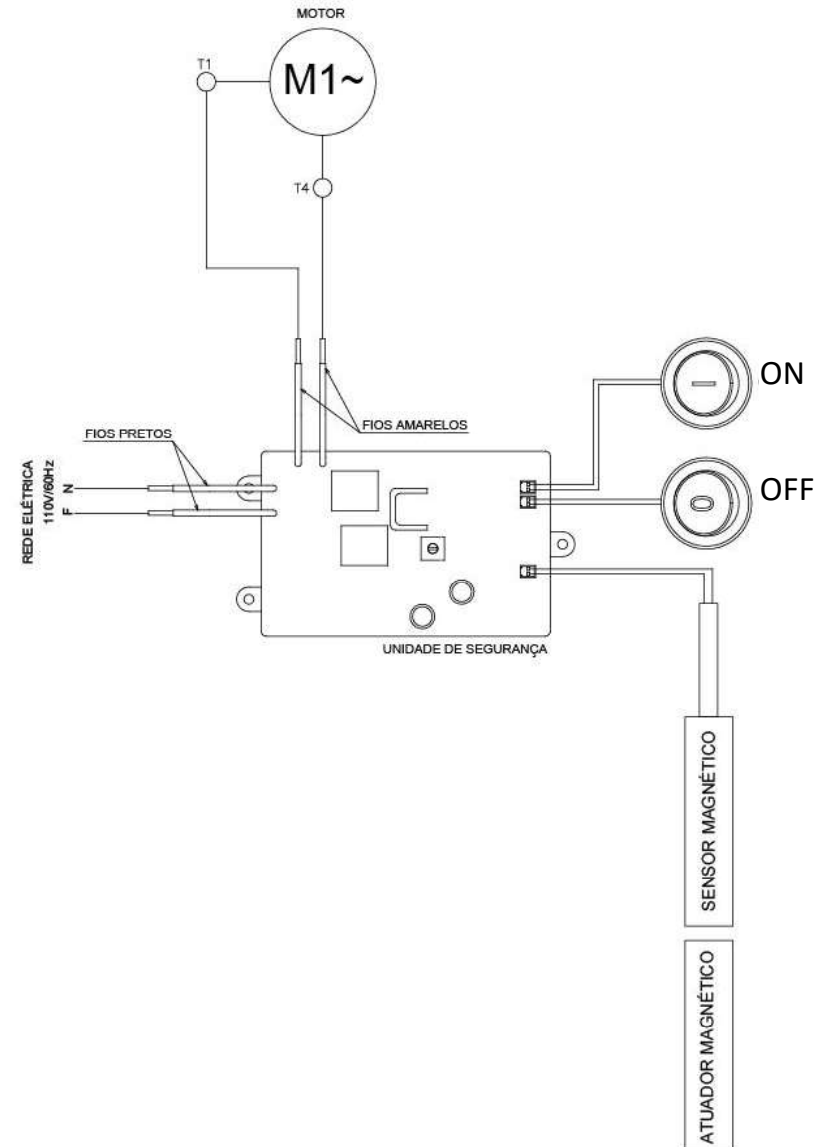 MOTOR
T1
M1~
T4
ON
FIOS AMARELOS
FIOS PRETOS
OFF
REDE ELÉTRICA
110V/60Hz
N
F
UNIDADE DE SEGURANÇA
SENSOR MAGNÉTICO
ATUADOR MAGNÉTICO